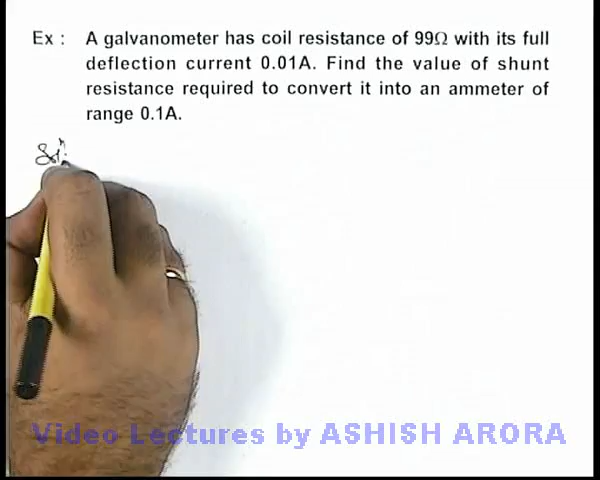 Ex : A galvanometer has coil resistance of 99Ω with its full
deflection current 0.01A. Find the value of shunt
resistance required to convert it into an ammeter of
range 0.1A.
Solⁿ:
Video Lectures by ASHISH ARORA